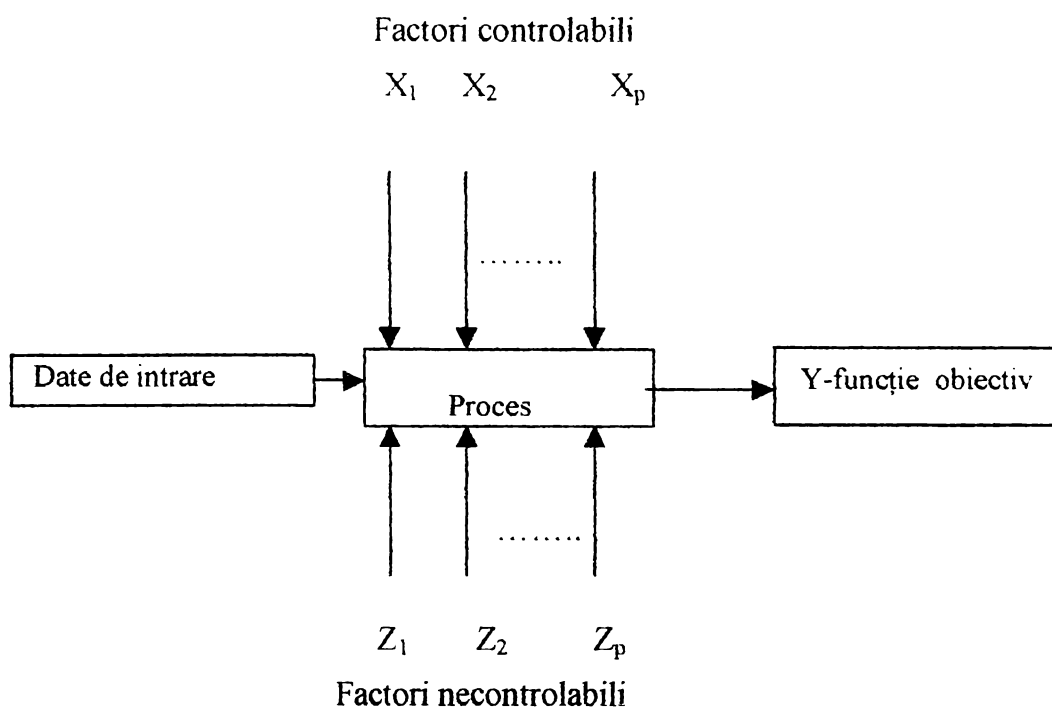 Factori controlabili
X₁ X₂ Xₚ
........
Date de intrare
Proces
Y-funcție obiectiv
........
Z₁ Z₂ Zₚ
Factori necontrolabili